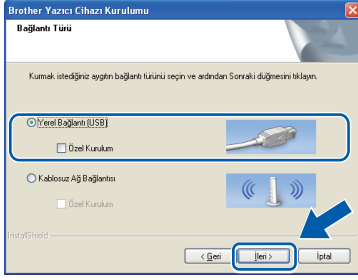 Brother Yazıcı Cihazı Kurulumu
Bağlantı Türü
Kurmak istediğiniz aygıtın bağlantı türünü seçin ve ardından Sonraki düğmesini tıklayın.
Yerel Bağlantı (USB)
Özel Kurulum
Kablosuz Ağ Bağlantısı
Özel Kurulum
InstallShield
< Geri
İleri >
İptal